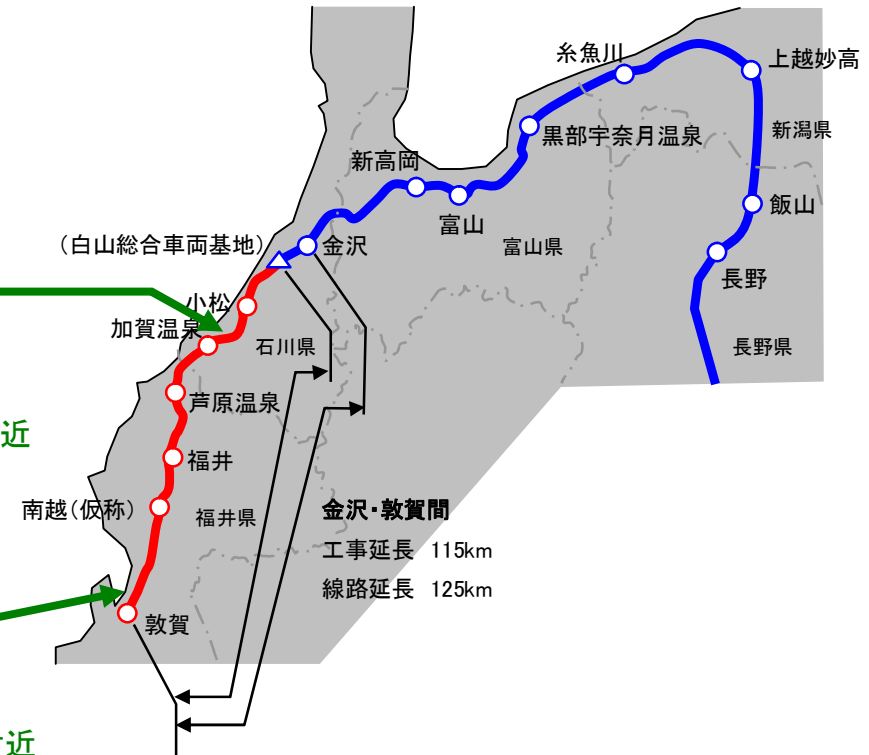 糸魚川
上越妙高
黒部宇奈月温泉
新潟県
新高岡
飯山
富山
(白山総合車両基地)
金沢
富山県
長野
小松
加賀温泉
石川県
長野県
芦原温泉
近
福井
南越(仮称)
福井県
金沢・敦賀間
工事延長 115km
線路延長 125km
敦賀
近